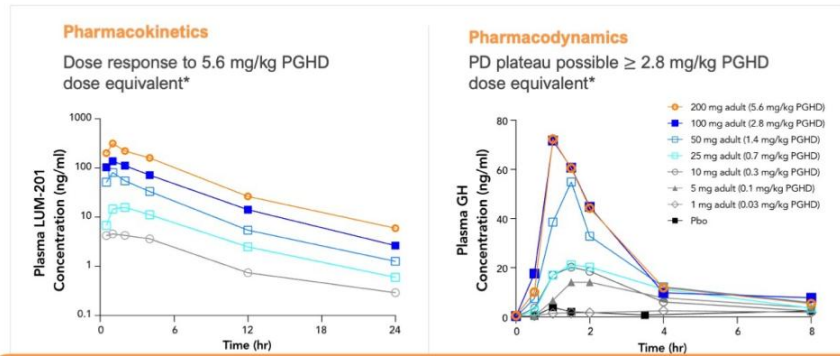 Pharmacokinetics
Dose response to 5.6 mg/kg PGHD
dose equivalent*
1000
100
10
1
0.1
Plasma LUM-201
Concentration (ng/ml)
0
6
12
18
24
Time (hr)
Pharmacodynamics
PD plateau possible ≥ 2.8 mg/kg PGHD
dose equivalent*
200 mg adult (5.6 mg/kg PGHD)
100 mg adult (2.8 mg/kg PGHD)
50 mg adult (1.4 mg/kg PGHD)
25 mg adult (0.7 mg/kg PGHD)
10 mg adult (0.3 mg/kg PGHD)
5 mg adult (0.1 mg/kg PGHD)
1 mg adult (0.03 mg/kg PGHD)
Pbo
80
60
40
20
0
Plasma GH
Concentration (ng/ml)
0
2
4
6
8
Time (hr)